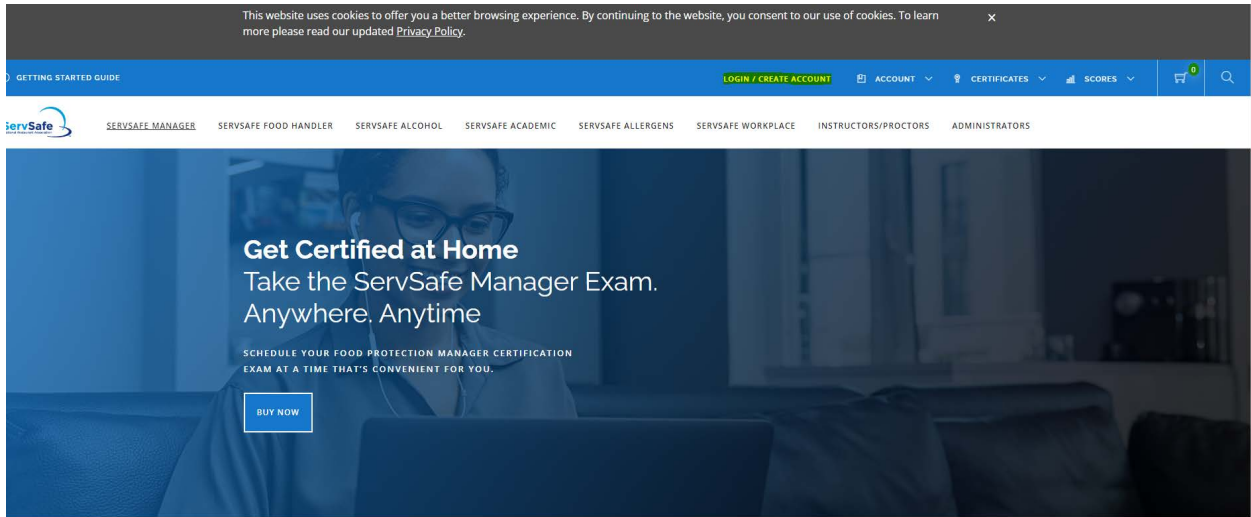 This website uses cookies to offer you a better browsing experience. By continuing to the website, you consent to our use of cookies. To learn
more please read our updated Privacy Policy.
GETTING STARTED GUIDE
LOGIN / CREATE ACCOUNT
ACCOUNT
CERTIFICATES
SCORES
0
ServSafe
SERVSAFE MANAGER
SERVSAFE FOOD HANDLER
SERVSAFE ALCOHOL
SERVSAFE ACADEMIC
SERVSAFE ALLERGENS
SERVSAFE WORKPLACE
INSTRUCTORS/PROCTORS
ADMINISTRATORS
Get Certified at Home
Take the ServSafe Manager Exam.
Anywhere. Anytime
SCHEDULE YOUR FOOD PROTECTION MANAGER CERTIFICATION
EXAM AT A TIME THAT'S CONVENIENT FOR YOU.
BUY NOW